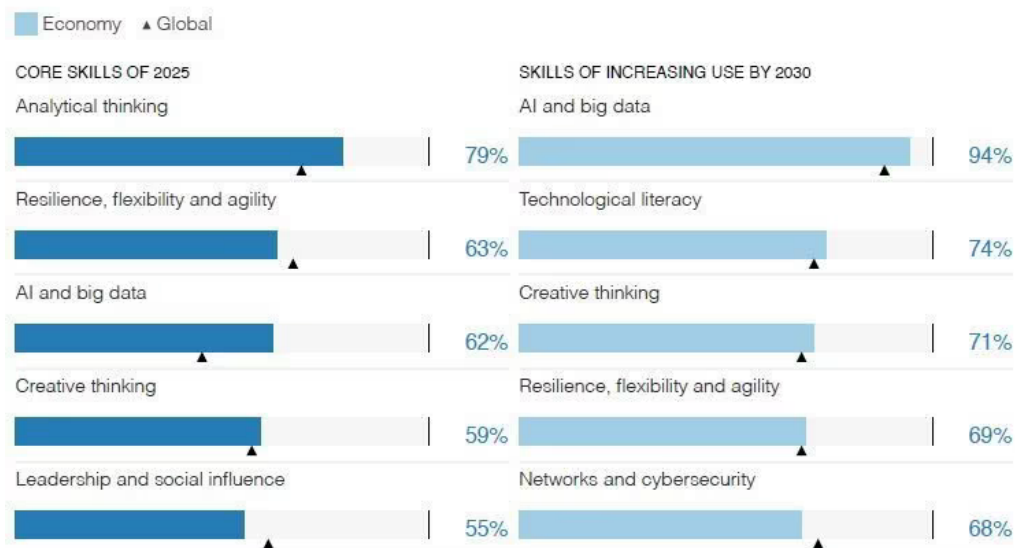 Economy ▲ Global
CORE SKILLS OF 2025
Analytical thinking
79%
Resilience, flexibility and agility
63%
AI and big data
62%
Creative thinking
59%
Leadership and social influence
55%
SKILLS OF INCREASING USE BY 2030
AI and big data
94%
Technological literacy
74%
Creative thinking
71%
Resilience, flexibility and agility
69%
Networks and cybersecurity
68%